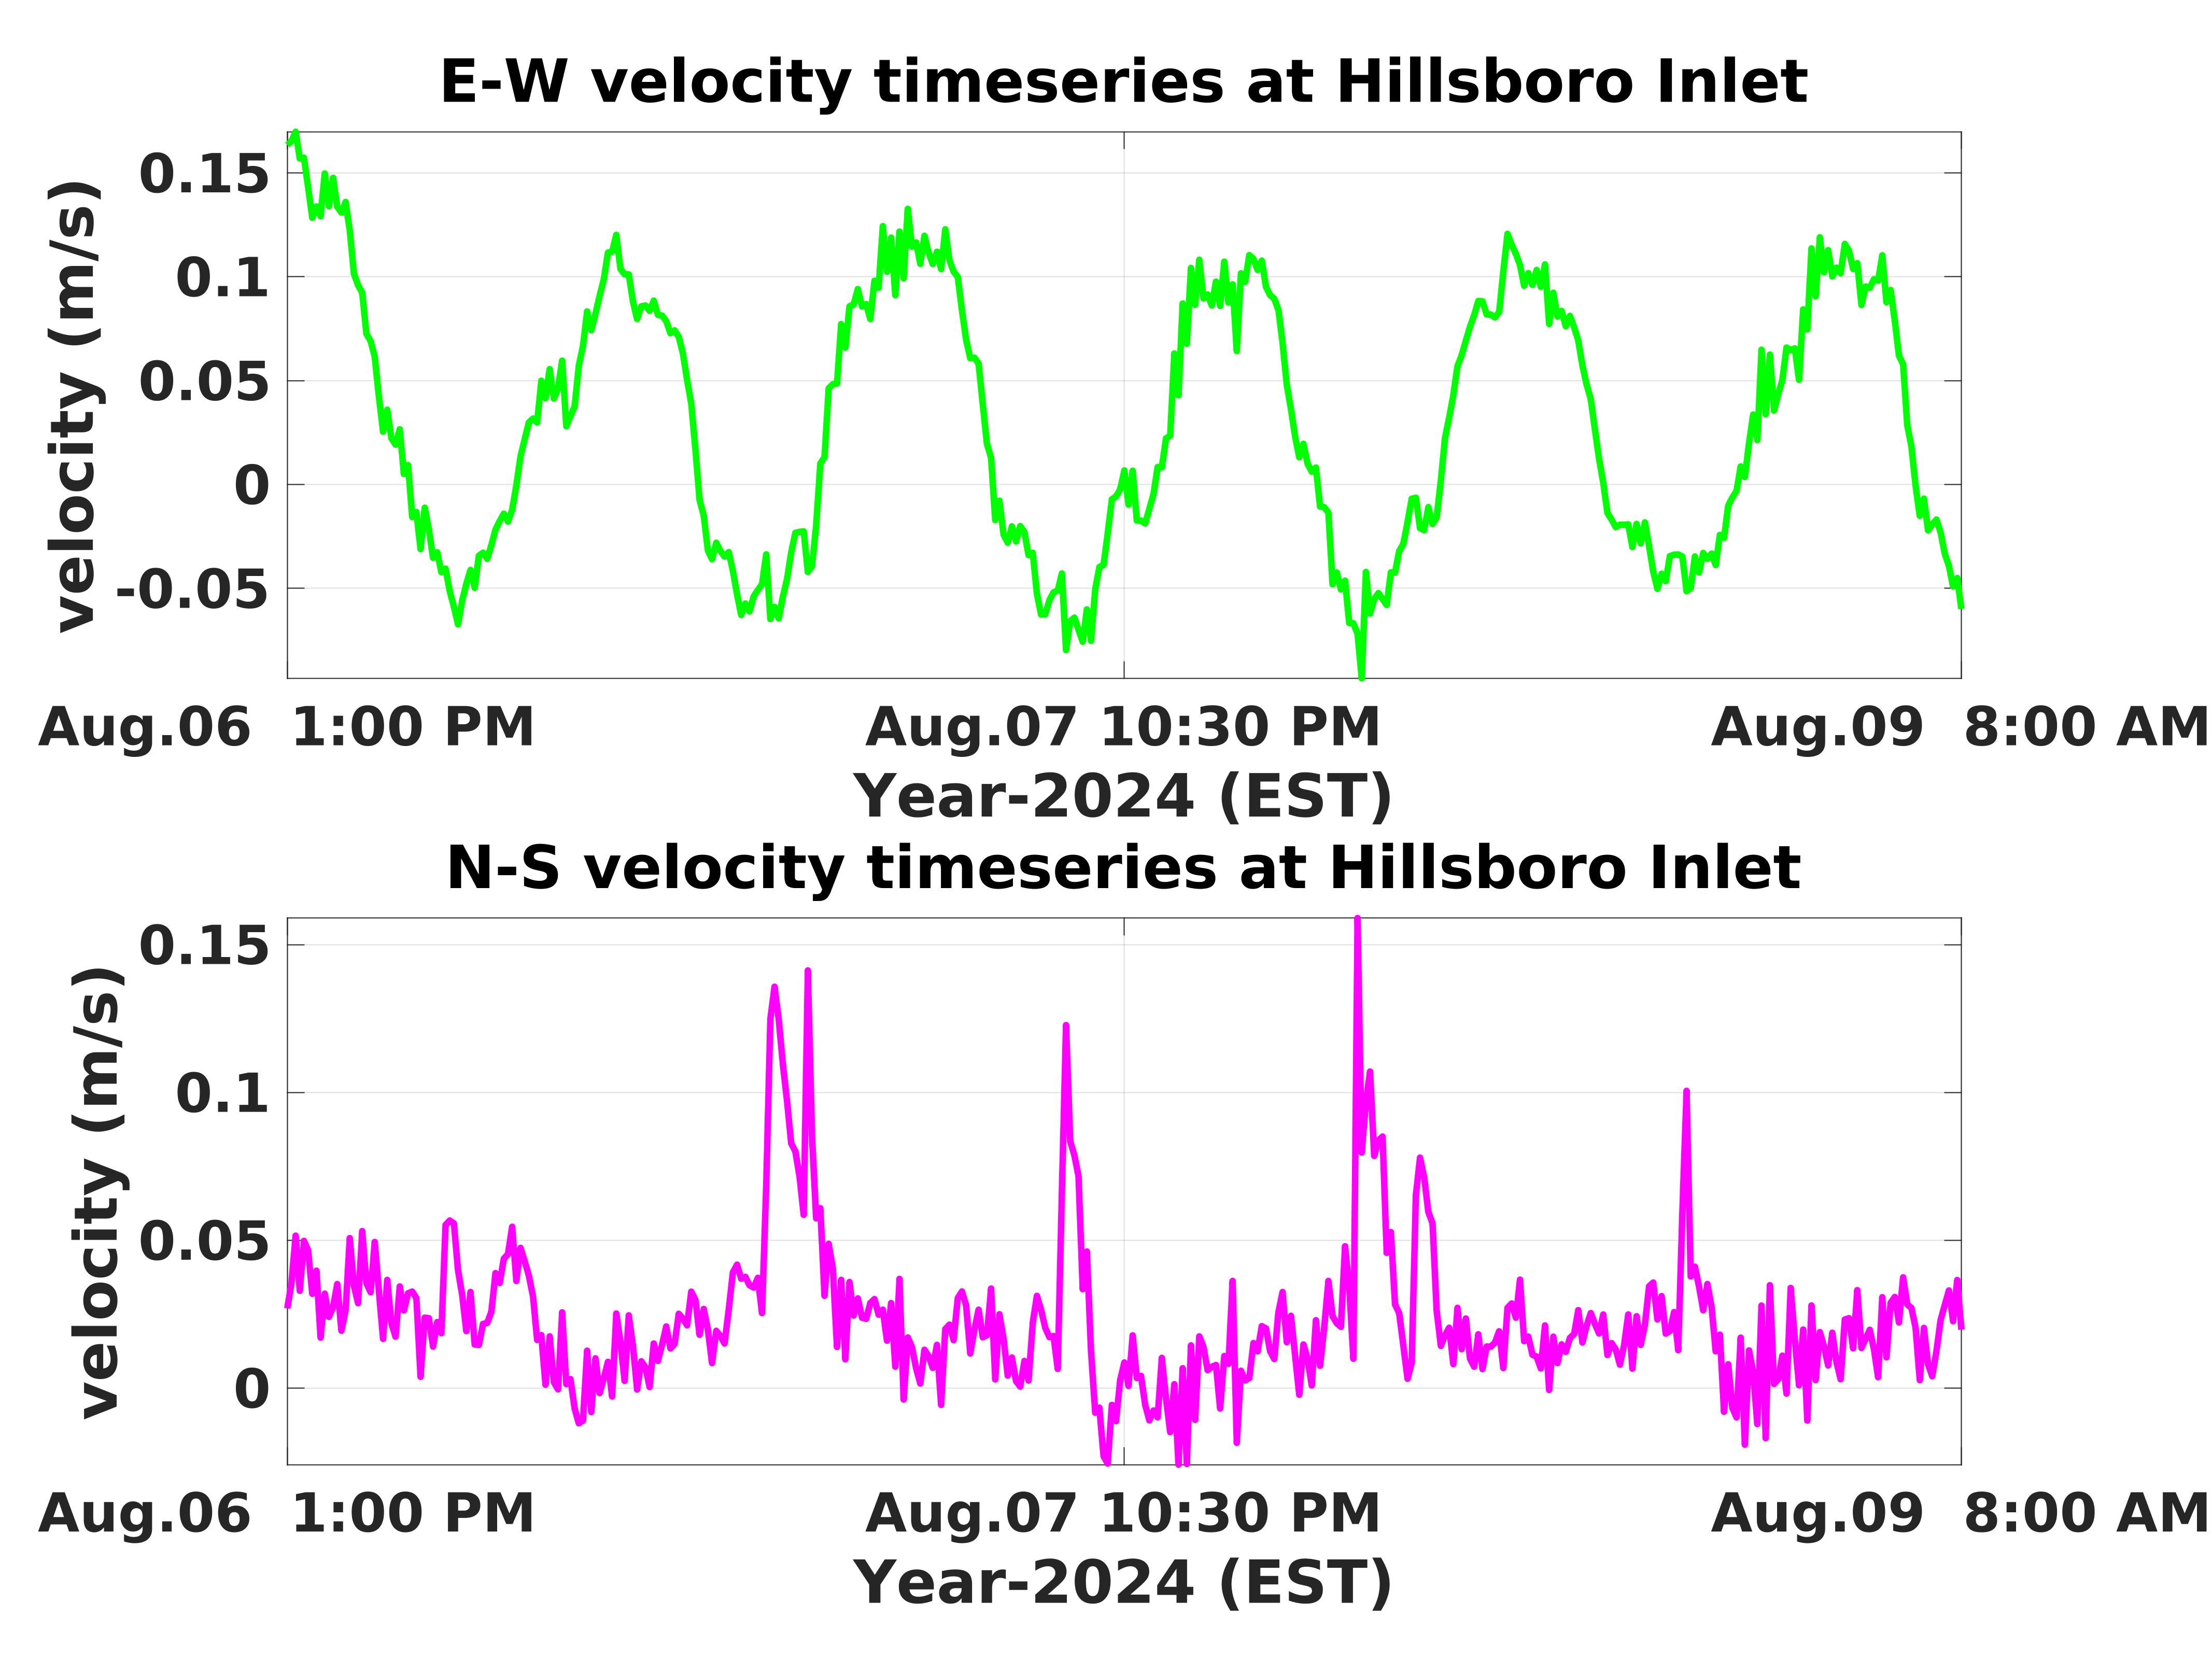 E-W velocity timeseries at Hillsboro Inlet
velocity (m/s)
0.15
0.1
0.05
0
-0.05
Aug.06 1:00 PM
Aug.07 10:30 PM
Aug.09 8:00 AM
Year-2024 (EST)
N-S velocity timeseries at Hillsboro Inlet
velocity (m/s)
0.15
0.1
0.05
0
Aug.06 1:00 PM
Aug.07 10:30 PM
Aug.09 8:00 AM
Year-2024 (EST)